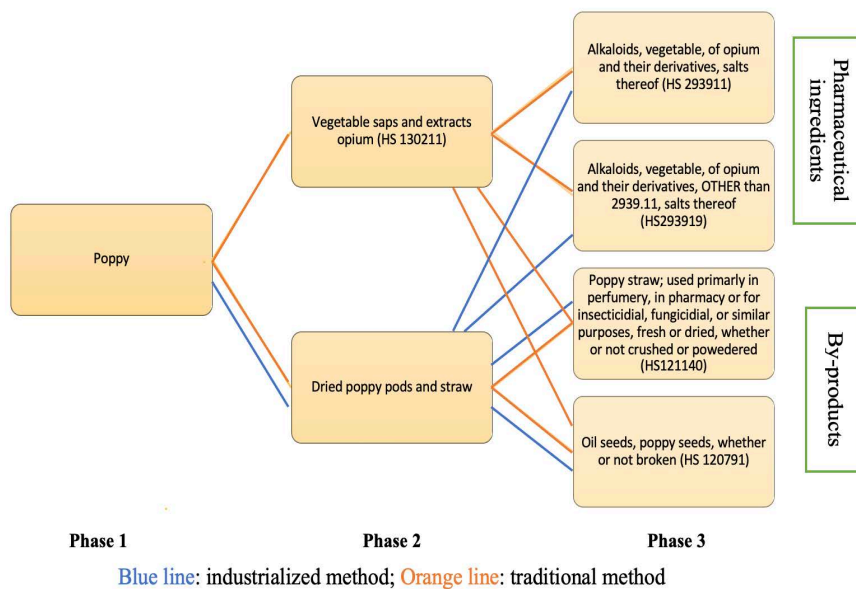 Poppy
Vegetable saps and extracts
opium (HS 130211)
Dried poppy pods and straw
Alkaloids, vegetable, of opium
and their derivatives, salts
thereof (HS 293911)
Alkaloids, vegetable, of opium
and their derivatives, OTHER than
2939.11, salts thereof
(HS293919)
Poppy straw; used primarly in
perfumery, in pharmacy or for
insecticidial, fungicidial, or similar
purposes, fresh or dried, whether
or not crushed or powedered
(HS121140)
Oil seeds, poppy seeds, whether
or not broken (HS 120791)
Pharmaceutical
ingredients
By-products
Phase 1
Phase 2
Phase 3
Blue line: industrialized method; Orange line: traditional method